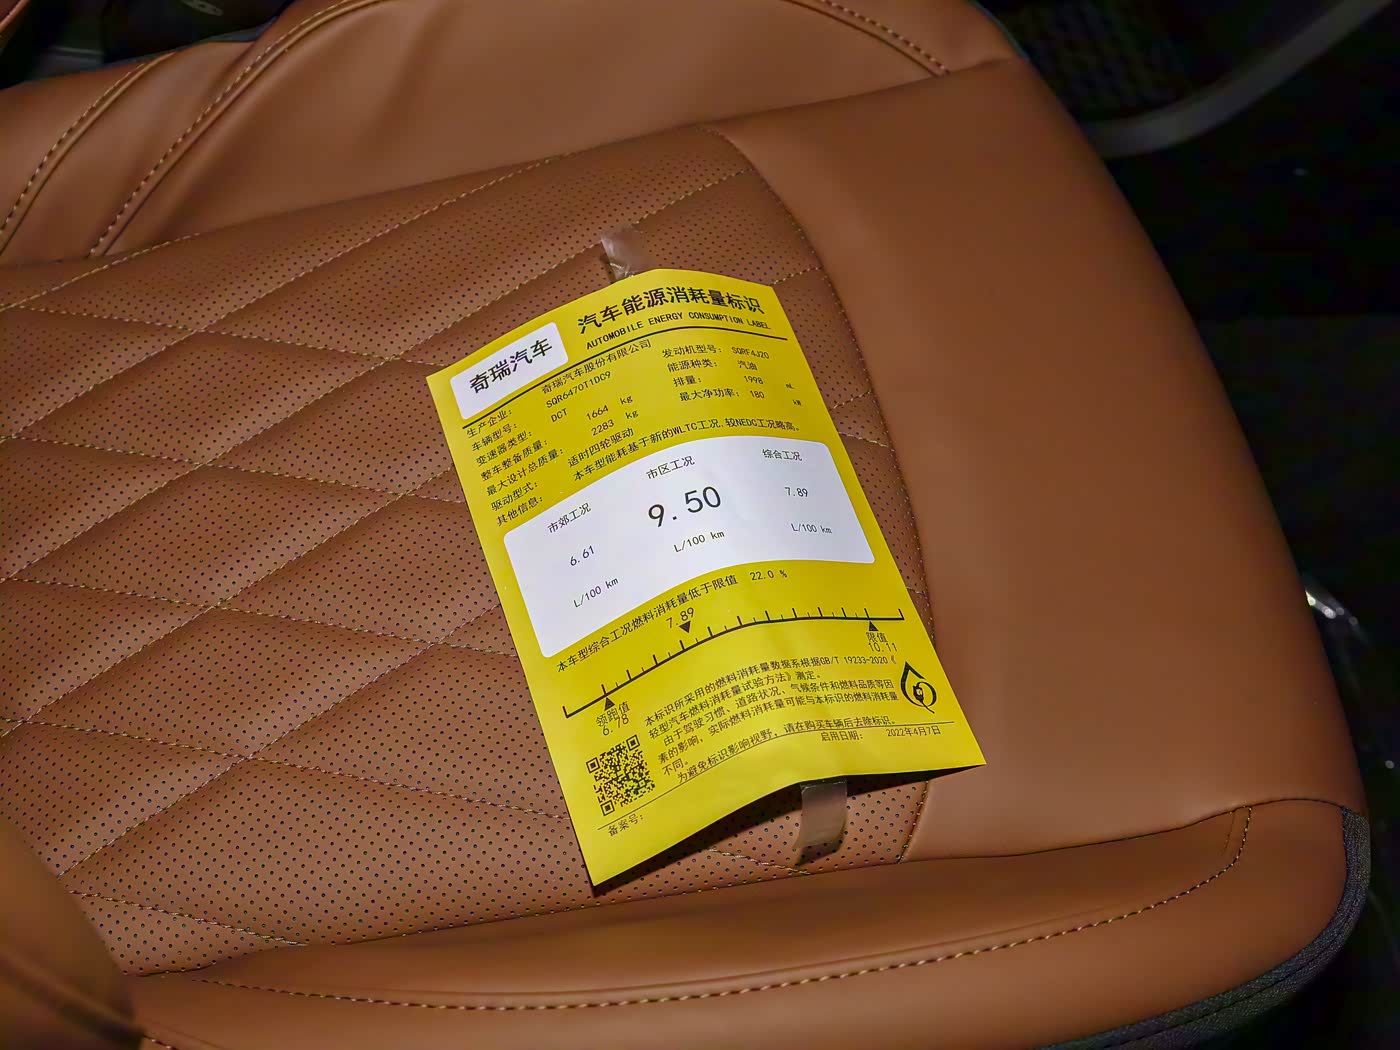 奇瑞汽车
汽车能源消耗量标识
AUTOMOBILE ENERGY CONSUMPTION LABEL
生产企业: 奇瑞汽车股份有限公司
车辆型号: SQR6470T1DC9
变速器类型: DCT
整车整备质量: 1664 kg
最大设计总质量: 2283 kg
驱动型式: 适时四轮驱动
其他信息: 本车型能耗基于新的WLTC工况,较NEDC工况略高。
发动机型号: SQRF4J20
能源种类: 汽油
排量: 1998 mL
最大净功率: 180 kW
市郊工况 市区工况 综合工况
6.61 9.50 7.89
L/100 km L/100 km L/100 km
本车型综合工况燃料消耗量低于限值 22.0 %
7.89
领跑值
6.78
限值
10.11
本标识所采用的燃料消耗量数据系根据GB/T 19233-2020《
轻型汽车燃料消耗量试验方法》测定。
由于驾驶习惯、道路状况、气候条件和燃料品质等因
素的影响,实际燃料消耗量可能与本标识的燃料消耗量
不同。
为避免标识影响视野,请在购买车辆后去除标识。
备案号: 启用日期: 2022年4月7日